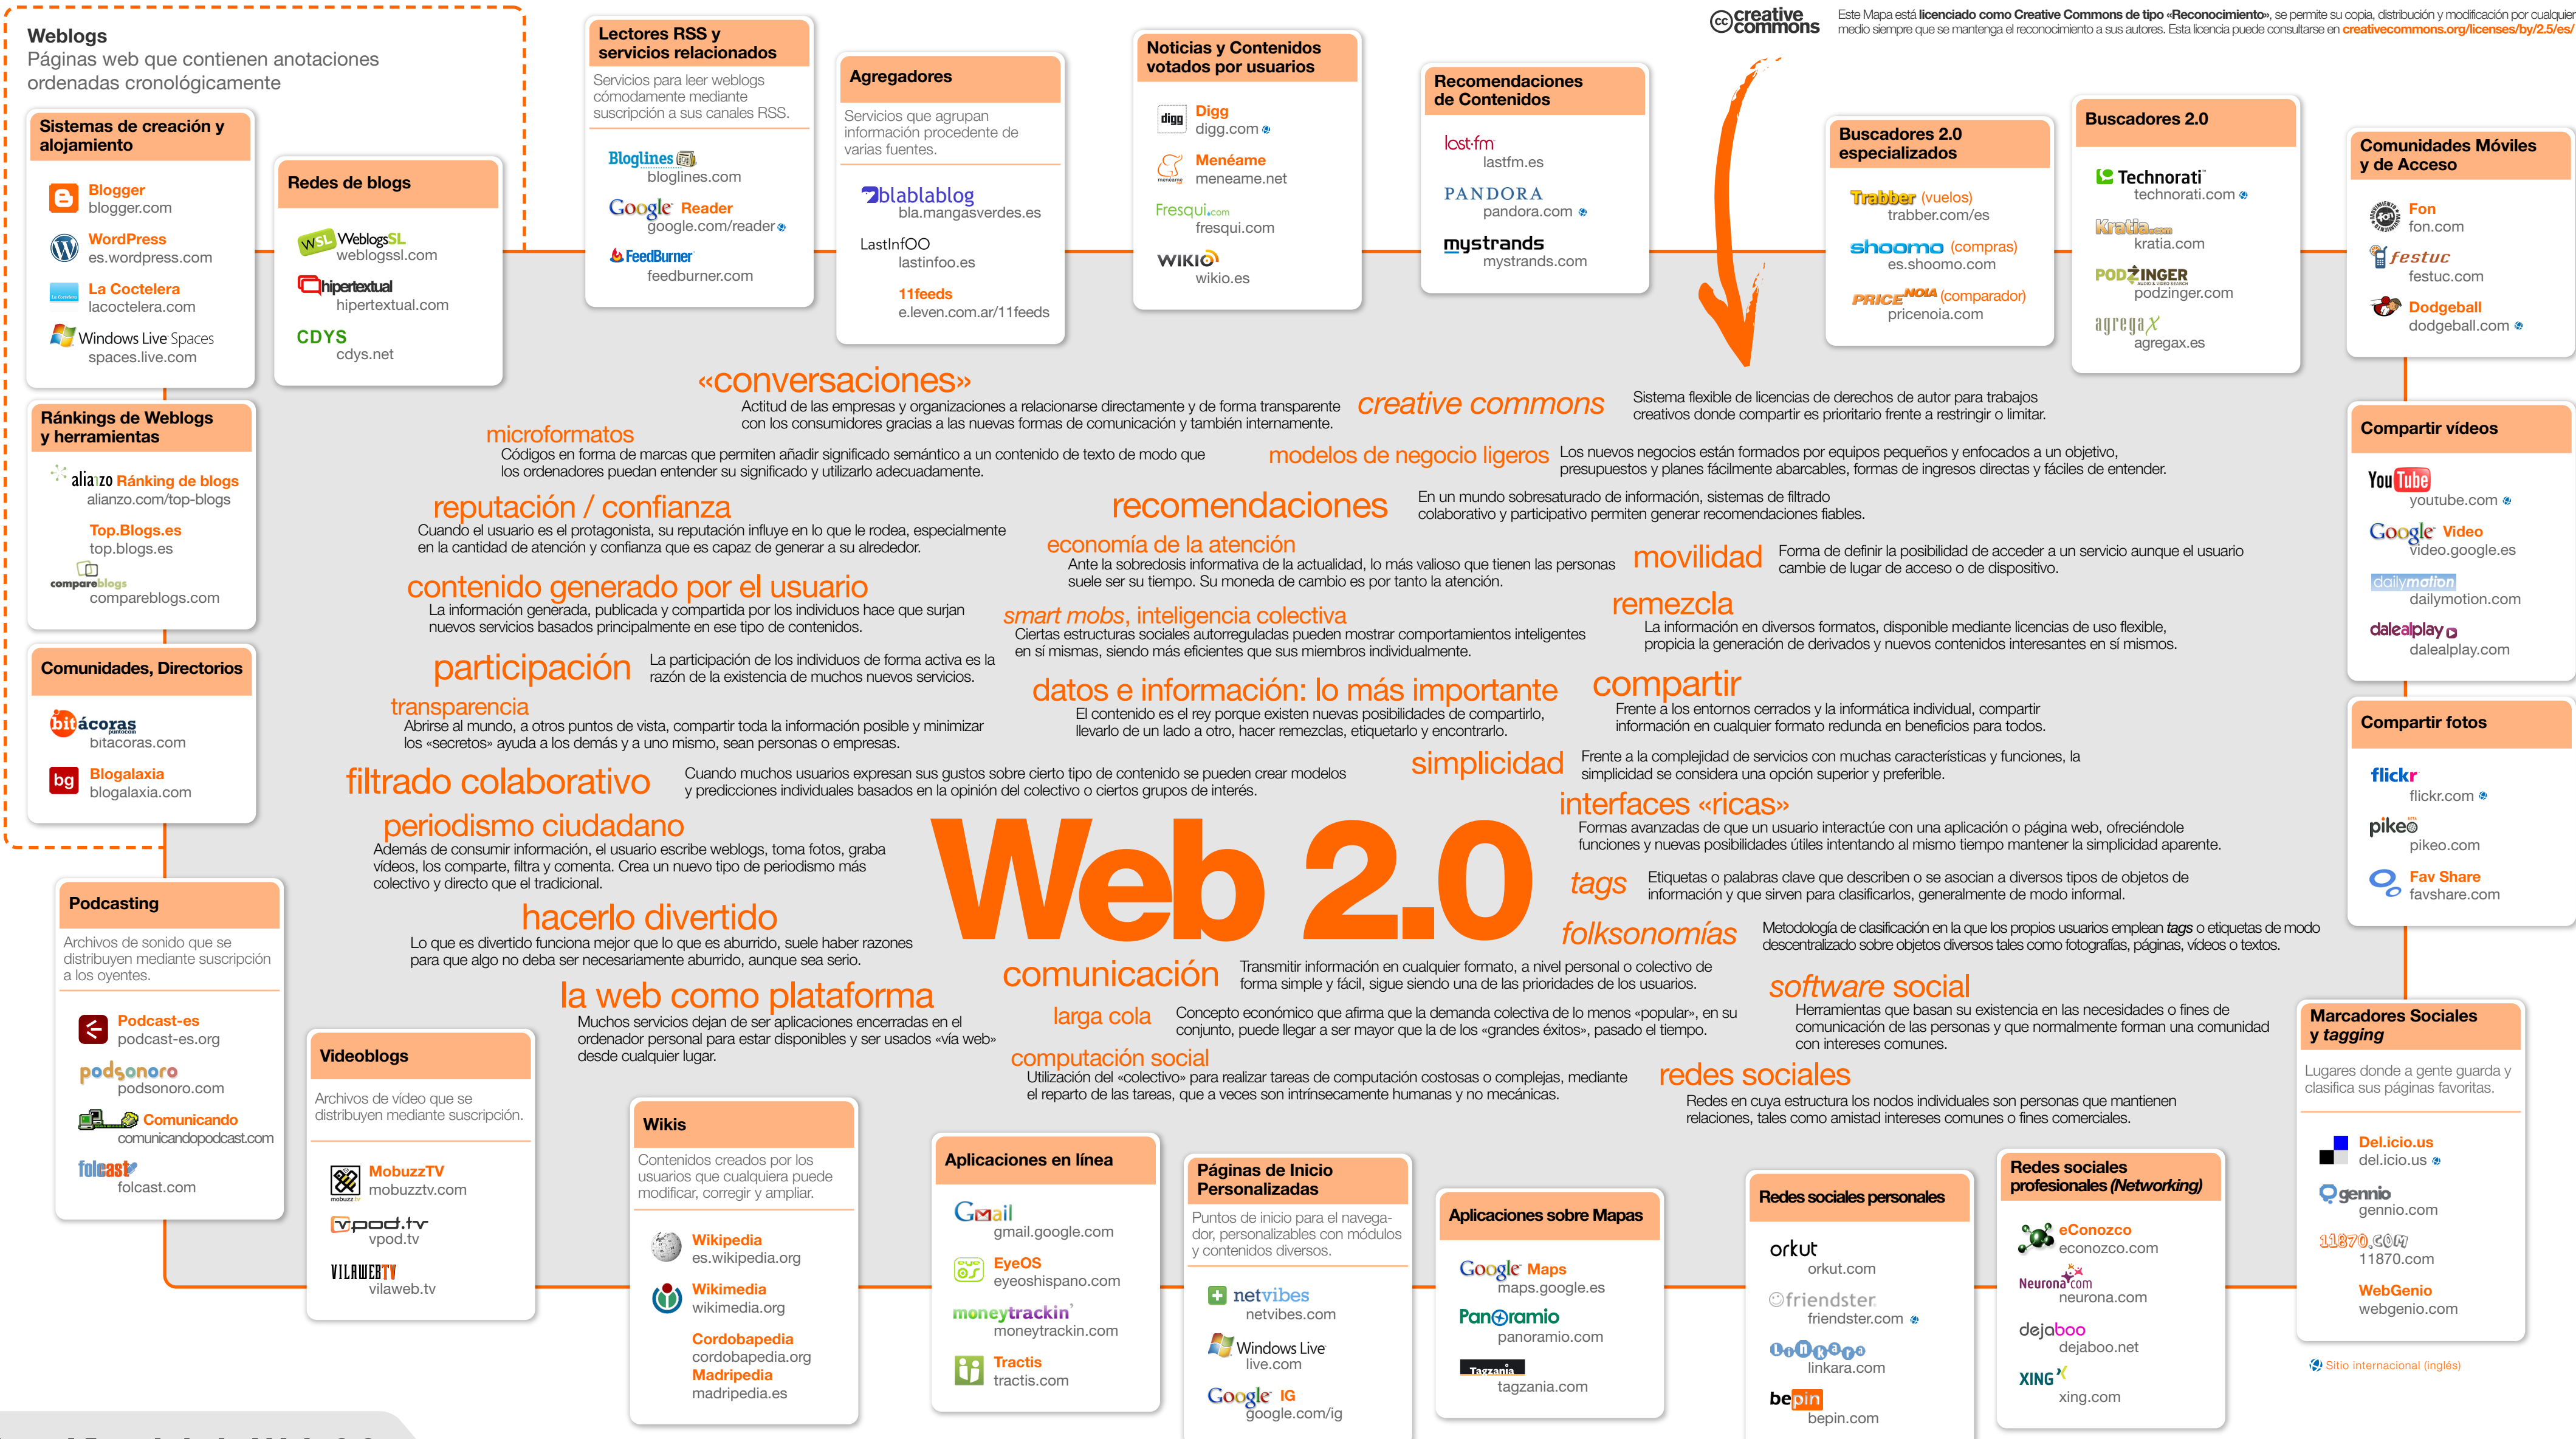 Weblogs
Páginas web que contienen anotaciones
ordenadas cronológicamente
Sistemas de creación y
alojamiento
Blogger
blogger.com
WordPress
es.wordpress.com
La Coctelera
lacoctelera.com
Windows Live Spaces
spaces.live.com
Redes de blogs
WSL WeblogsSL
weblogssl.com
hipertextual
hipertextual.com
CDYS
cdys.net
Ránkings de Weblogs
y herramientas
alianzo Ránking de blogs
alianzo.com/top-blogs
Top.Blogs.es
top.blogs.es
compareblogs
compareblogs.com
Comunidades, Directorios
bitácoras
puntocom
bitacoras.com
bg Blogalaxia
blogalaxia.com
Lectores RSS y
servicios relacionados
Servicios para leer weblogs
cómodamente mediante
suscripción a sus canales RSS.
Bloglines
bloglines.com
Google Reader
google.com/reader
FeedBurner
feedburner.com
Agregadores
Servicios que agrupan
información procedente de
varias fuentes.
blablablog
bla.mangasverdes.es
LastInfOO
lastinfoo.es
11feeds
e.leven.com.ar/11feeds
Noticias y Contenidos
votados por usuarios
digg Digg
digg.com
Menéame
meneame.net
Fresqui.com
fresqui.com
WIKIO
wikio.es
Recomendaciones
de Contenidos
last.fm
lastfm.es
PANDORA
pandora.com
mystrands
mystrands.com
creative
commons
Este Mapa está licenciado como Creative Commons de tipo «Reconocimiento», se permite su copia, distribución y modificación por cualquier
medio siempre que se mantenga el reconocimiento a sus autores. Esta licencia puede consultarse en creativecommons.org/licenses/by/2.5/es/
Buscadores 2.0
especializados
Trabber (vuelos)
trabber.com/es
shoomo (compras)
es.shoomo.com
PRICENOIA (comparador)
pricenoia.com
Buscadores 2.0
Technorati
technorati.com
Kratia.com
kratia.com
PODZINGER
AUDIO & VIDEO SEARCH
podzinger.com
agregax
agregax.es
Comunidades Móviles
y de Acceso
Fon
fon.com
festuc
festuc.com
Dodgeball
dodgeball.com
«conversaciones»
Actitud de las empresas y organizaciones a relacionarse directamente y de forma transparente
con los consumidores gracias a las nuevas formas de comunicación y también internamente.
creative commons
Sistema flexible de licencias de derechos de autor para trabajos
creativos donde compartir es prioritario frente a restringir o limitar.
microformatos
Códigos en forma de marcas que permiten añadir significado semántico a un contenido de texto de modo que
los ordenadores puedan entender su significado y utilizarlo adecuadamente.
modelos de negocio ligeros
Los nuevos negocios están formados por equipos pequeños y enfocados a un objetivo,
presupuestos y planes fácilmente abarcables, formas de ingresos directas y fáciles de entender.
reputación / confianza
Cuando el usuario es el protagonista, su reputación influye en lo que le rodea, especialmente
en la cantidad de atención y confianza que es capaz de generar a su alrededor.
recomendaciones
En un mundo sobresaturado de información, sistemas de filtrado
colaborativo y participativo permiten generar recomendaciones fiables.
economía de la atención
Ante la sobredosis informativa de la actualidad, lo más valioso que tienen las personas
suele ser su tiempo. Su moneda de cambio es por tanto la atención.
movilidad
Forma de definir la posibilidad de acceder a un servicio aunque el usuario
cambie de lugar de acceso o de dispositivo.
contenido generado por el usuario
La información generada, publicada y compartida por los individuos hace que surjan
nuevos servicios basados principalmente en ese tipo de contenidos.
smart mobs, inteligencia colectiva
Ciertas estructuras sociales autorreguladas pueden mostrar comportamientos inteligentes
en sí mismas, siendo más eficientes que sus miembros individualmente.
remezcla
La información en diversos formatos, disponible mediante licencias de uso flexible,
propicia la generación de derivados y nuevos contenidos interesantes en sí mismos.
participación
La participación de los individuos de forma activa es la
razón de la existencia de muchos nuevos servicios.
transparencia
Abrirse al mundo, a otros puntos de vista, compartir toda la información posible y minimizar
los «secretos» ayuda a los demás y a uno mismo, sean personas o empresas.
datos e información: lo más importante
El contenido es el rey porque existen nuevas posibilidades de compartirlo,
llevarlo de un lado a otro, hacer remezclas, etiquetarlo y encontrarlo.
compartir
Frente a los entornos cerrados y la informática individual, compartir
información en cualquier formato redunda en beneficios para todos.
filtrado colaborativo
Cuando muchos usuarios expresan sus gustos sobre cierto tipo de contenido se pueden crear modelos
y predicciones individuales basados en la opinión del colectivo o ciertos grupos de interés.
simplicidad
Frente a la complejidad de servicios con muchas características y funciones, la
simplicidad se considera una opción superior y preferible.
periodismo ciudadano
Además de consumir información, el usuario escribe weblogs, toma fotos, graba
vídeos, los comparte, filtra y comenta. Crea un nuevo tipo de periodismo más
colectivo y directo que el tradicional.
Web 2.0
interfaces «ricas»
Formas avanzadas de que un usuario interactúe con una aplicación o página web, ofreciéndole
funciones y nuevas posibilidades útiles intentando al mismo tiempo mantener la simplicidad aparente.
tags
Etiquetas o palabras clave que describen o se asocian a diversos tipos de objetos de
información y que sirven para clasificarlos, generalmente de modo informal.
hacerlo divertido
Lo que es divertido funciona mejor que lo que es aburrido, suele haber razones
para que algo no deba ser necesariamente aburrido, aunque sea serio.
folksonomías
Metodología de clasificación en la que los propios usuarios emplean tags o etiquetas de modo
descentralizado sobre objetos diversos tales como fotografías, páginas, vídeos o textos.
comunicación
Transmitir información en cualquier formato, a nivel personal o colectivo de
forma simple y fácil, sigue siendo una de las prioridades de los usuarios.
la web como plataforma
Muchos servicios dejan de ser aplicaciones encerradas en el
ordenador personal para estar disponibles y ser usados «vía web»
desde cualquier lugar.
larga cola
Concepto económico que afirma que la demanda colectiva de lo menos «popular», en su
conjunto, puede llegar a ser mayor que la de los «grandes éxitos», pasado el tiempo.
software social
Herramientas que basan su existencia en las necesidades o fines de
comunicación de las personas y que normalmente forman una comunidad
con intereses comunes.
computación social
Utilización del «colectivo» para realizar tareas de computación costosas o complejas, mediante
el reparto de las tareas, que a veces son intrínsecamente humanas y no mecánicas.
redes sociales
Redes en cuya estructura los nodos individuales son personas que mantienen
relaciones, tales como amistad intereses comunes o fines comerciales.
Compartir vídeos
YouTube
youtube.com
Google Video
video.google.es
dailymotion
dailymotion.com
dalealplay
dalealplay.com
Compartir fotos
flickr
flickr.com
pikeo
pikeo.com
Fav Share
favshare.com
Podcasting
Archivos de sonido que se
distribuyen mediante suscripción
a los oyentes.
Podcast-es
podcast-es.org
podsonoro
podsonoro.com
Comunicando
comunicandopodcast.com
folcast
folcast.com
Videoblogs
Archivos de vídeo que se
distribuyen mediante suscripción.
MobuzzTV
mobuzztv.com
vpod.tv
vpod.tv
VILAWEBTV
vilaweb.tv
Wikis
Contenidos creados por los
usuarios que cualquiera puede
modificar, corregir y ampliar.
Wikipedia
es.wikipedia.org
Wikimedia
wikimedia.org
Cordobapedia
cordobapedia.org
Madripedia
madripedia.es
Aplicaciones en línea
Gmail
gmail.google.com
EyeOS
eyeoshispano.com
moneytrackin'
moneytrackin.com
Tractis
tractis.com
Páginas de Inicio
Personalizadas
Puntos de inicio para el navega-
dor, personalizables con módulos
y contenidos diversos.
netvibes
netvibes.com
Windows Live
live.com
Google IG
google.com/ig
Aplicaciones sobre Mapas
Google Maps
maps.google.es
Panoramio
panoramio.com
Tagzania
tagzania.com
Redes sociales personales
orkut
orkut.com
friendster
friendster.com
Linkara
linkara.com
bepin
bepin.com
Redes sociales
profesionales (Networking)
eConozco
econozco.com
Neurona.com
neurona.com
dejaboo
dejaboo.net
XING
xing.com
Marcadores Sociales
y tagging
Lugares donde a gente guarda y
clasifica sus páginas favoritas.
Del.icio.us
del.icio.us
gennio
gennio.com
11870.com
11870.com
WebGenio
webgenio.com
Sitio internacional (inglés)